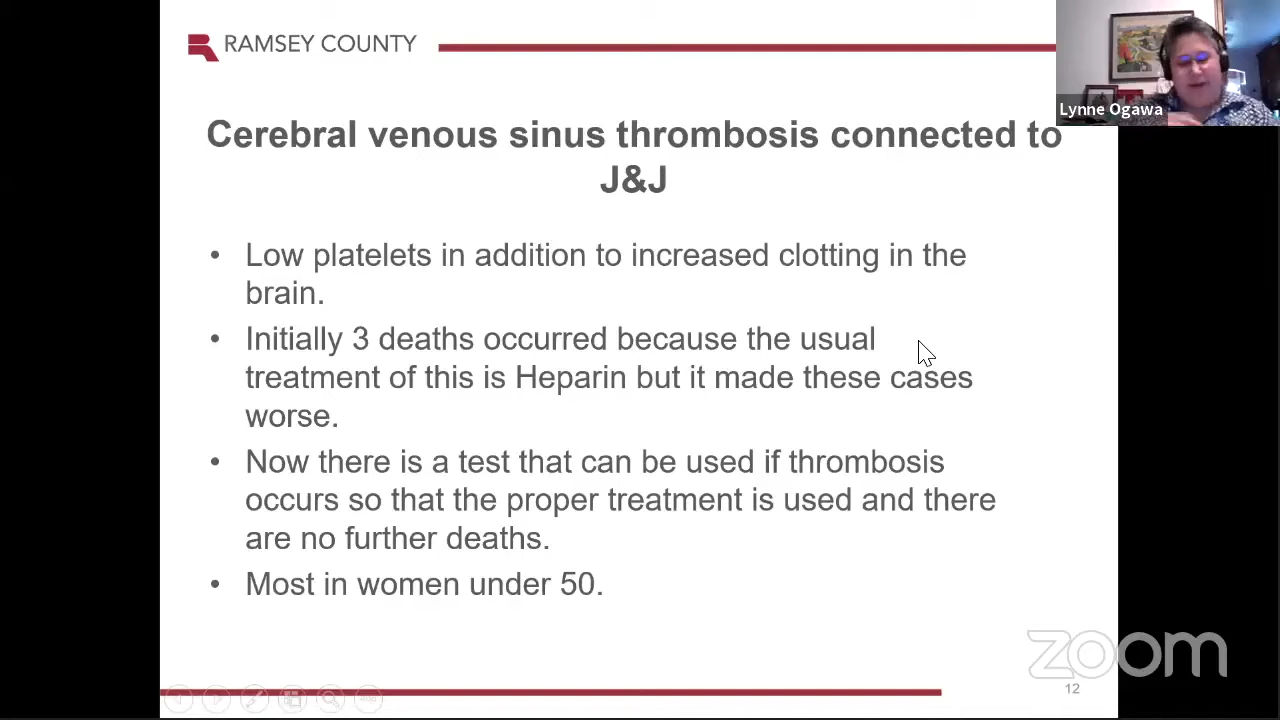 RAMSEY COUNTY
Lynne Ogawa
Cerebral venous sinus thrombosis connected to
J&J
• Low platelets in addition to increased clotting in the
brain.
• Initially 3 deaths occurred because the usual
treatment of this is Heparin but it made these cases
worse.
• Now there is a test that can be used if thrombosis
occurs so that the proper treatment is used and there
are no further deaths.
• Most in women under 50.
zoom
12